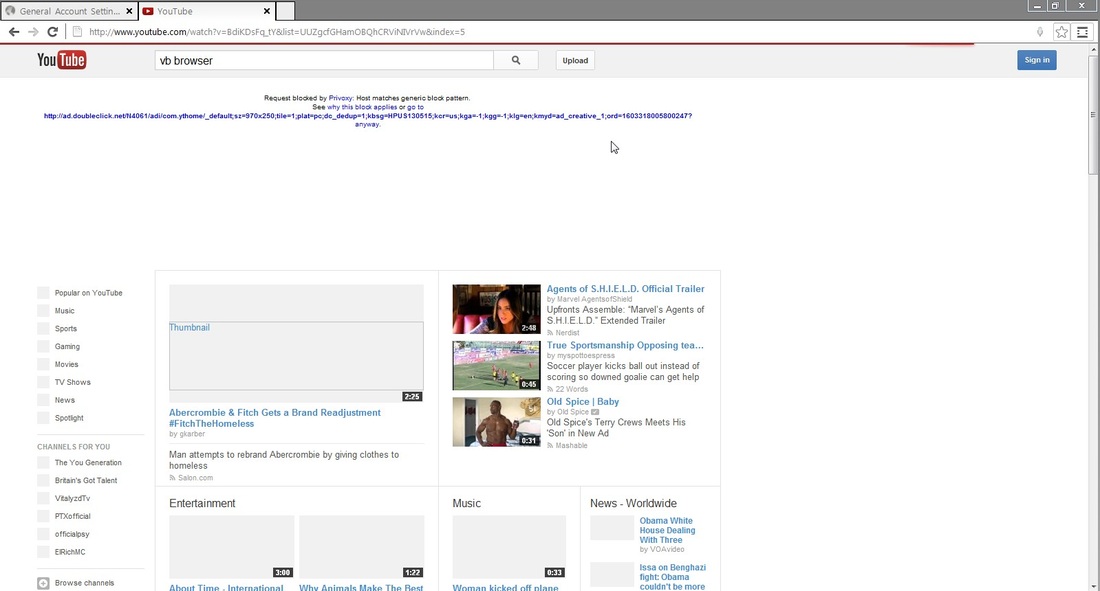 General Account Settin...
YouTube
http://www.youtube.com/watch?v=BdiKDsFq_tY&list=UUZgcfGHamOBQhCRViNIVrVw&index=5
YouTube
vb browser
Upload
Sign in
Request blocked by Privoxy: Host matches generic block pattern.
See why this block applies or go to
http://ad.doubleclick.net/N4061/adi/com.ythome/_default;sz=970x250;tile=1;plat=pc;dc_dedup=1;kbsg=HPUS130515;kcr=us;kga=-1;kgg=-1;klg=en;kmyd=ad_creative_1;ord=1603318005800247?
anyway.
Popular on YouTube
Music
Sports
Gaming
Movies
TV Shows
News
Spotlight
CHANNELS FOR YOU
The You Generation
Britain's Got Talent
VitalyzdTv
PTXofficial
officialpsy
ElRichMC
Browse channels
Thumbnail
2:25
Abercrombie & Fitch Gets a Brand Readjustment
#FitchTheHomeless
by gkarber
Man attempts to rebrand Abercrombie by giving clothes to
homeless
Salon.com
2:48
Agents of S.H.I.E.L.D. Official Trailer
by Marvel AgentsofShield
Upfronts Assemble: "Marvel's Agents of
S.H.I.E.L.D." Extended Trailer
Nerdist
0:45
True Sportsmanship Opposing tea...
by myspottoespress
Soccer player kicks ball out instead of
scoring so downed goalie can get help
22 Words
0:31
Old Spice | Baby
by Old Spice
Old Spice's Terry Crews Meets His
'Son' in New Ad
Mashable
Entertainment
3:00
About Time - International
1:22
Why Animals Make The Best
Music
0:33
Woman kicked off plane
News - Worldwide
Obama White
House Dealing
With Three
by VOAvideo
Issa on Benghazi
fight: Obama
couldn't be more